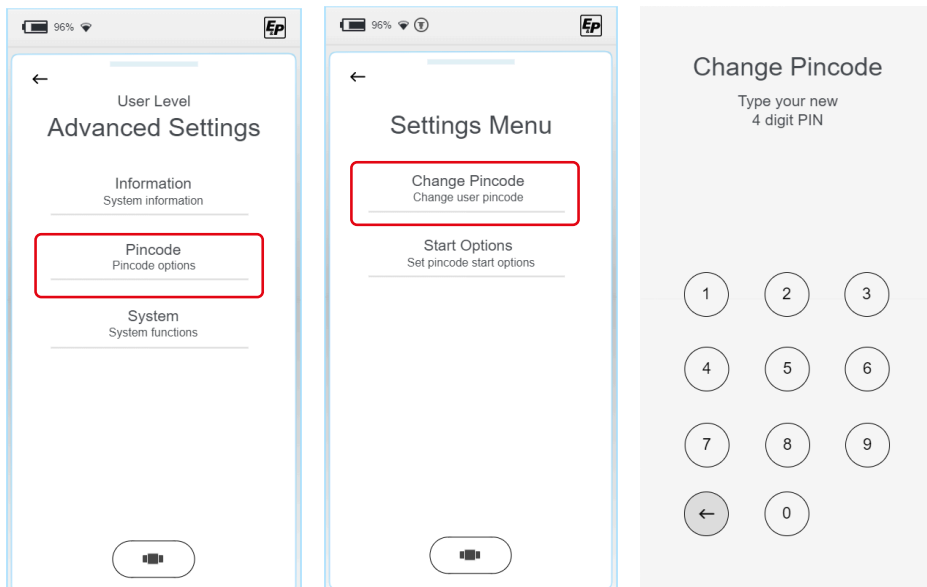 96%
E&P
User Level
Advanced Settings
Information
System information
Pincode
Pincode options
System
System functions
96%
T
E&P
Settings Menu
Change Pincode
Change user pincode
Start Options
Set pincode start options
Change Pincode
Type your new
4 digit PIN
1 2 3
4 5 6
7 8 9
0